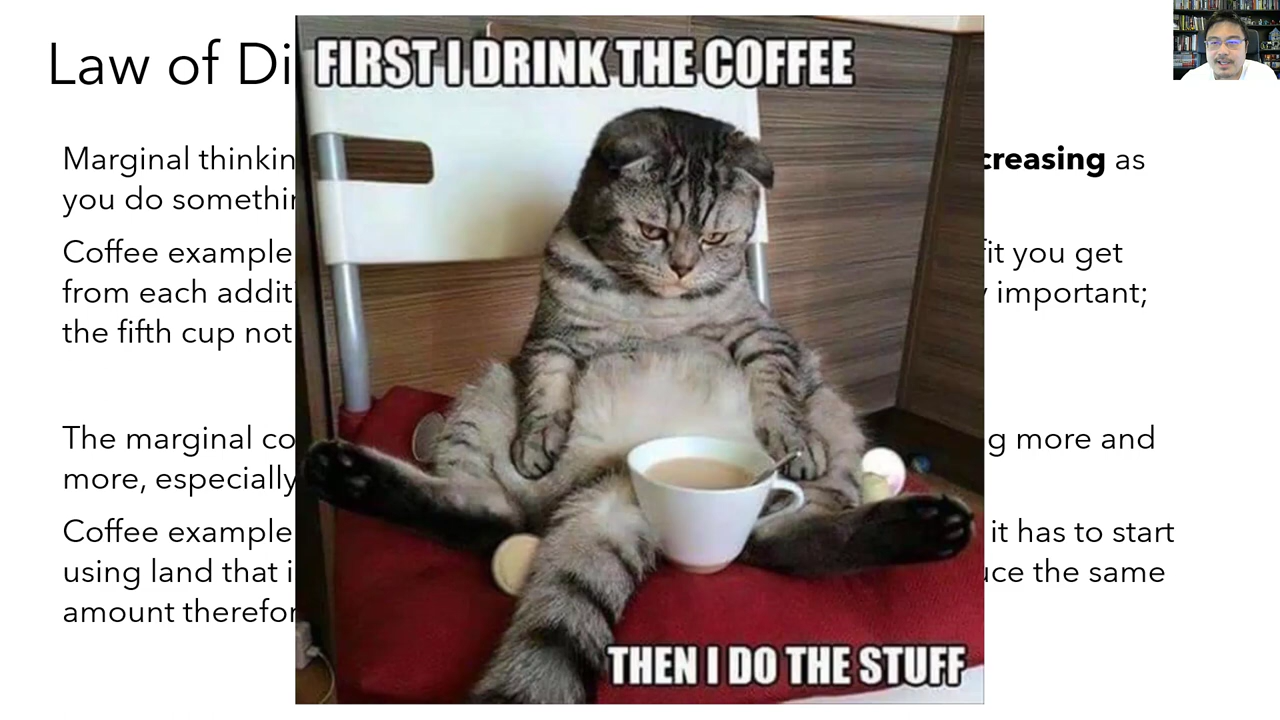 Law of Di
FIRST I DRINK THE COFFEE
Marginal thinkin
creasing as
you do somethin
Coffee example
fit you get
from each addit
important;
the fifth cup not
The marginal co
g more and
more, especially
Coffee example
it has to start
using land that i
uce the same
amount therefor
THEN I DO THE STUFF